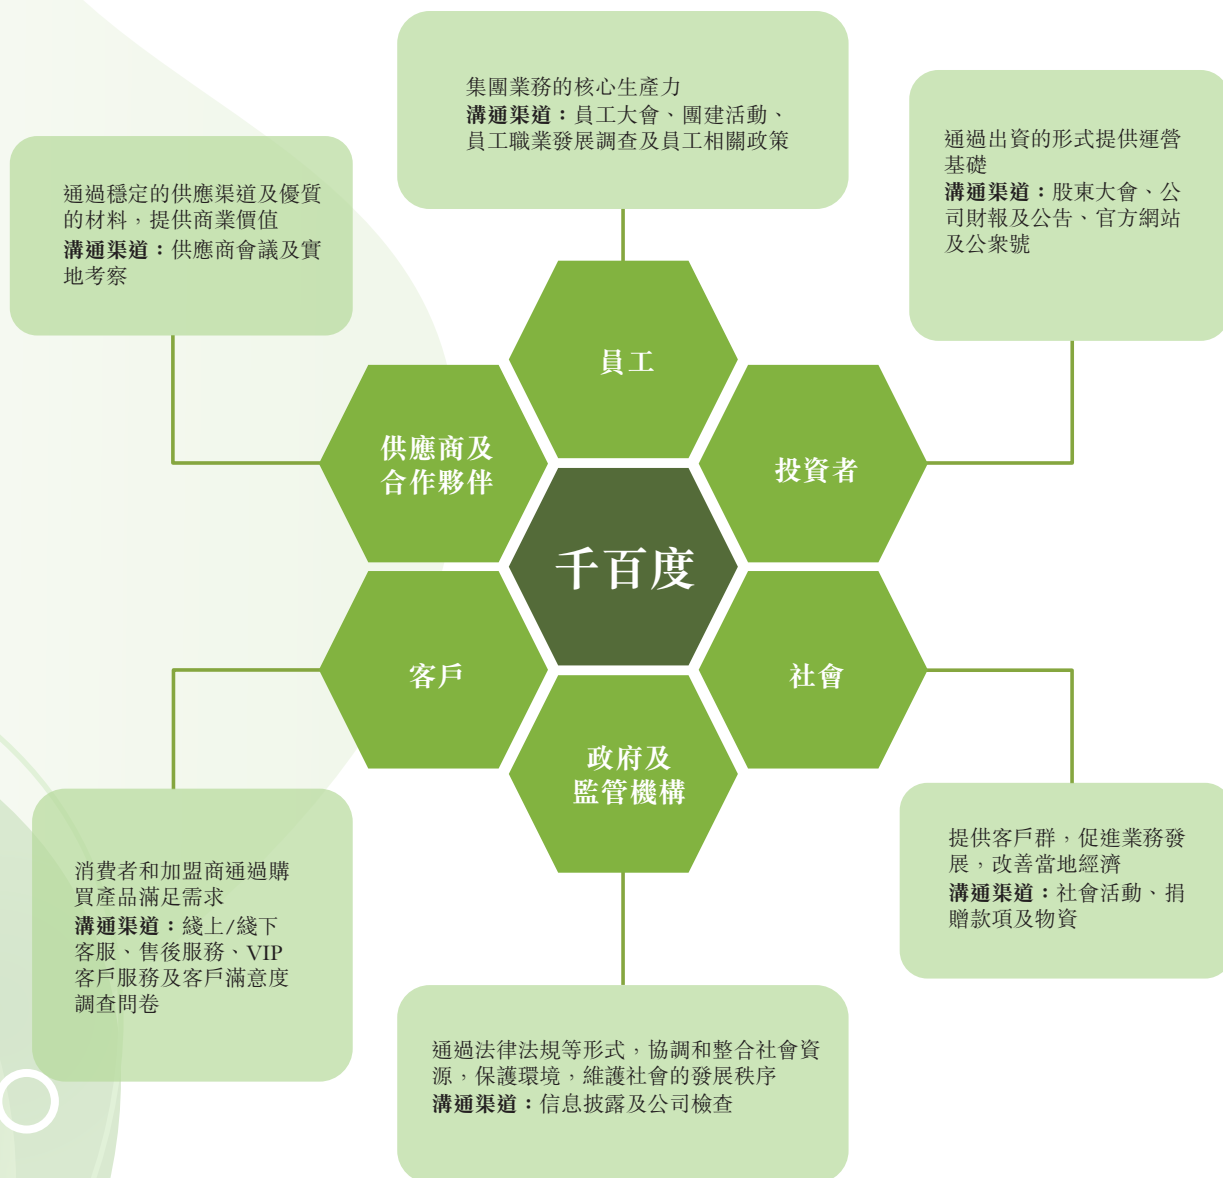 集團業務的核心生產力
溝通渠道：員工大會、團建活動、
員工職業發展調查及員工相關政策
通過穩定的供應渠道及優質
的材料，提供商業價值
溝通渠道：供應商會議及實
地考察
通過出資的形式提供運營
基礎
溝通渠道：股東大會、公
司財報及公告、官方網站
及公衆號
員工
供應商及
合作夥伴
投資者
千百度
客戶
社會
政府及
監管機構
消費者和加盟商通過購
買產品滿足需求
溝通渠道：綫上/綫下
客服、售後服務、VIP
客戶服務及客戶滿意度
調查問卷
提供客戶群，促進業務發
展，改善當地經濟
溝通渠道：社會活動、捐
贈款項及物資
通過法律法規等形式，協調和整合社會資
源，保護環境，維護社會的發展秩序
溝通渠道：信息披露及公司檢查